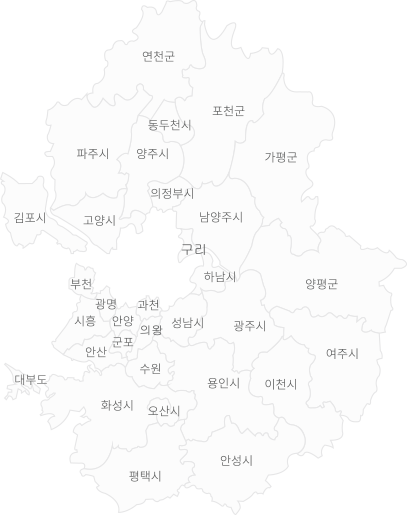 연천군
포천군
동두천시
파주시
양주시
가평군
의정부시
김포시
고양시
남양주시
구리
하남시
부천
양평군
광명
과천
시흥
안양
의왕
성남시
광주시
군포
안산
여주시
수원
대부도
용인시
이천시
화성시
오산시
안성시
평택시